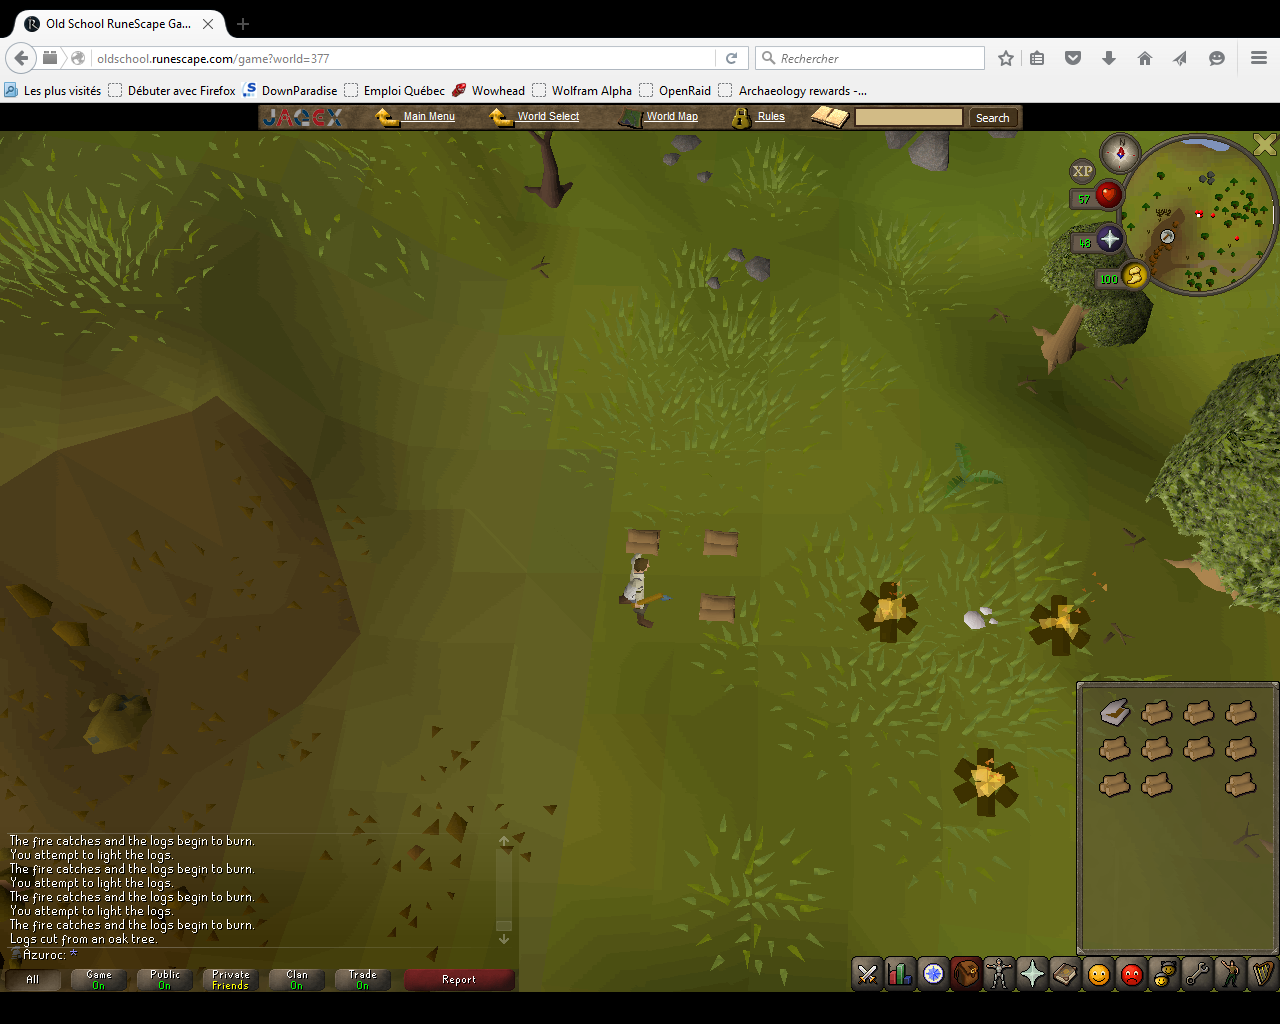 Old School RuneScape Ga...
oldschool.runescape.com/game?world=377
Rechercher
Les plus visités
Débuter avec Firefox
DownParadise
Emploi Québec
Wowhead
Wolfram Alpha
OpenRaid
Archaeology rewards -...
JAGEX
Main Menu
World Select
World Map
Rules
Search
N
XP
57
48
100
The fire catches and the logs begin to burn.
You attempt to light the logs.
The fire catches and the logs begin to burn.
You attempt to light the logs.
The fire catches and the logs begin to burn.
You attempt to light the logs.
The fire catches and the logs begin to burn.
Logs cut from an oak tree.
Azuroc: *
All
Game
On
Public
On
Private
Friends
Clan
On
Trade
On
Report